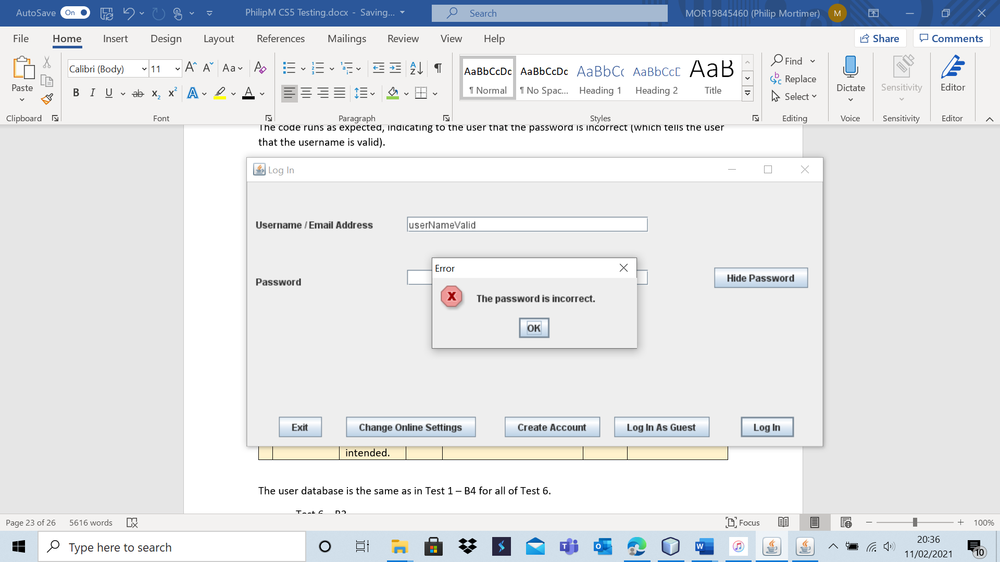 AutoSave On PhilipM CS5 Testing.docx - Saving... Search MOR19845460 (Philip Mortimer) M
File Home Insert Design Layout References Mailings Review View Help Share Comments
Paste
Calibri (Body) 11 Aa
AaBbCcDc AaBbCcDc AaBbCc AaBbCcD AaB
¶ Normal ¶ No Spac... Heading 1 Heading 2 Title
Find
Replace
Select
Dictate Sensitivity Editor
Clipboard Font Paragraph Styles Editing Voice Sensitivity Editor
The code runs as expected, indicating to the user that the password is incorrect (which tells the user
that the username is valid).
Log In
Username / Email Address userNameValid
Error
Password Hide Password
The password is incorrect.
OK
Exit Change Online Settings Create Account Log In As Guest Log In
intended.
The user database is the same as in Test 1 – B4 for all of Test 6.
Page 23 of 26 5616 words Focus 100%
Type here to search
20:36
11/02/2021
10